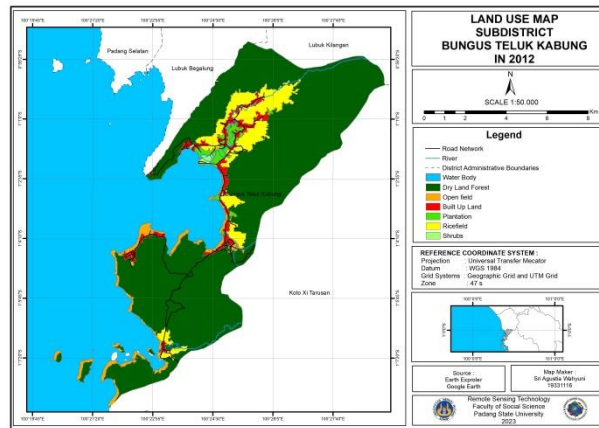 LAND USE MAP
SUBDISTRICT
BUNGUS TELUK KABUNG
IN 2012
N
SCALE 1:50.000
0 2 4 6 8
Km
Legend
Road Network
River
District Adminstrative Boundaries
Water Body
Dry Land Forest
Open field
Built Up Land
Plantation
Ricefield
Shrubs
REFERENCE COORDINATE SYSTEM :
Projection : Universal Transfer Mecator
Datum : WGS 1984
Grid Systems : Geographic Grid and UTM Grid
Zone : 47 s
Source :
Earth Exproler
Google Earth
Map Maker :
Sri Agustia Wahyuni
19331116
Remote Sensing Technology
Faculty of Social Science
Padang State University
2023
Padang Selatan
Lubuk Begalung
Lubuk Kilangan
Koto Xi Tarusan